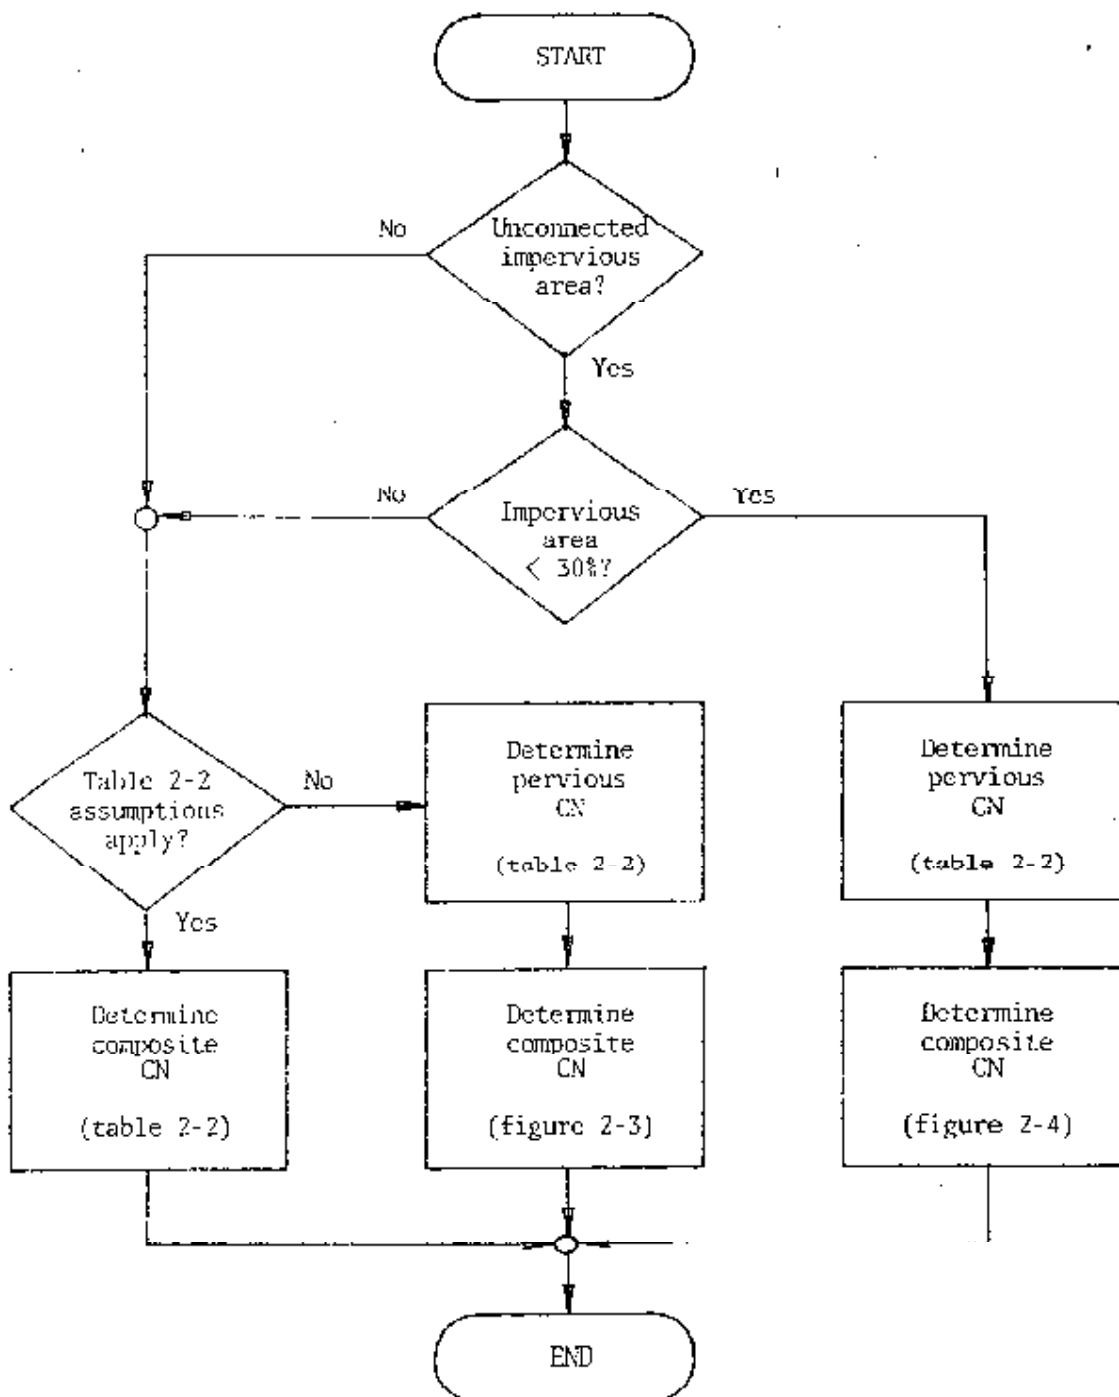 START
No
Unconnected
impervious
area?
Yes
No
Yes
Impervious
area
< 30%?
Table 2-2
assumptions
apply?
No
Yes
Determine
pervious
CN
(table 2-2)
Determine
pervious
CN
(table 2-2)
Determine
composite
CN
(table 2-2)
Determine
composite
CN
(figure 2-3)
Determine
composite
CN
(figure 2-4)
END